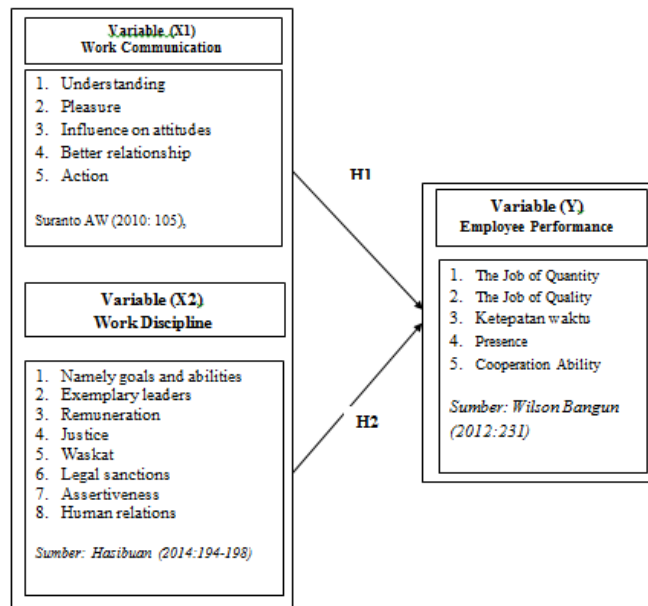 Variable (X1)
Work Communication
1. Understanding
2. Pleasure
3. Influence on attitudes
4. Better relationship
5. Action
Suranto AW (2010: 105),
Variable (X2)
Work Discipline
1. Namely goals and abilities
2. Exemplary leaders
3. Remuneration
4. Justice
5. Waskat
6. Legal sanctions
7. Assertiveness
8. Human relations
Sumber: Hasibuan (2014:194-198)
H1
H2
Variable (Y)
Employee Performance
1. The Job of Quantity
2. The Job of Quality
3. Ketepatan waktu
4. Presence
5. Cooperation Ability
Sumber: Wilson Bangun
(2012:231)